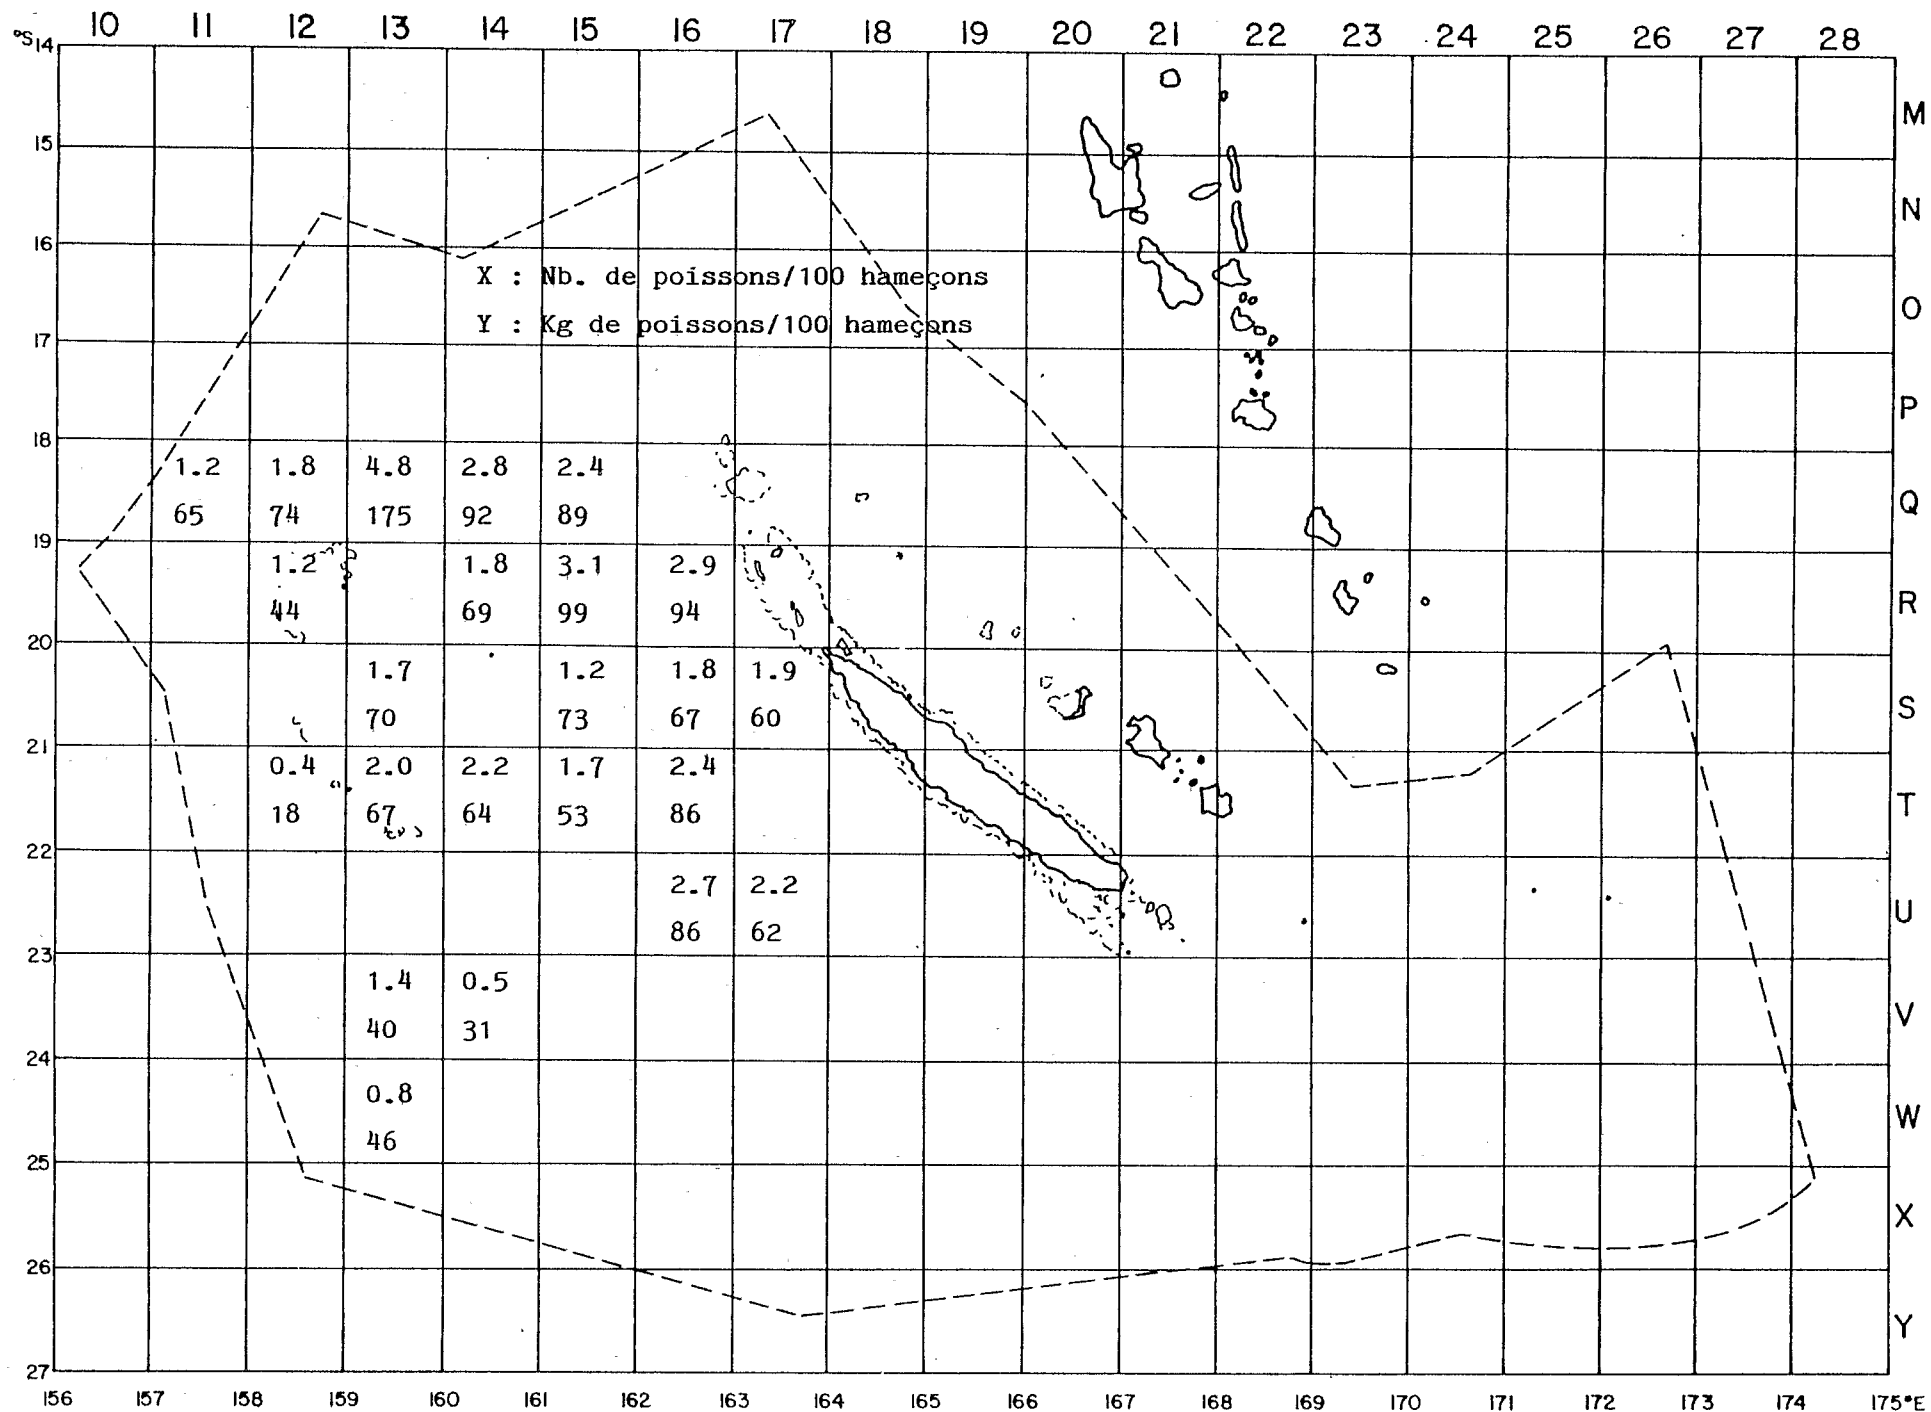 10 11 12 13 14 15 16 17 18 19 20 21 22 23 24 25 26 27 28
°S 14
M
15
N
16
X : Nb. de poissons/100 hameçons
O
Y : Kg de poissons/100 hameçons
17
P
18
1.2 1.8 4.8 2.8 2.4
Q
65 74 175 92 89
19
1.2 1.8 3.1 2.9
R
44 69 99 94
20
1.7 1.2 1.8 1.9
S
70 73 67 60
21
0.4 2.0 2.2 1.7 2.4
T
18 67 64 53 86
22
2.7 2.2
U
86 62
23
1.4 0.5
V
40 31
24
0.8
W
46
25
X
26
Y
27
156 157 158 159 160 161 162 163 164 165 166 167 168 169 170 171 172 173 174 175°E